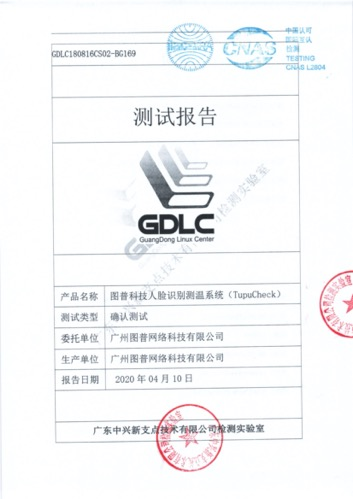 中国认可
检测
TESTING
CNAS L2804
CNAS
GDLC180816CS02-BG169
测试报告
GDLC
GuangDong Linux Center
产品名称 图普科技人脸识别测温系统（TupuCheck）
测试类型 确认测试
委托单位 广州图普网络科技有限公司
生产单位 广州图普网络科技有限公司
报告日期 2020 年 04 月 10 日
广东中兴新支点技术有限公司检测实验室